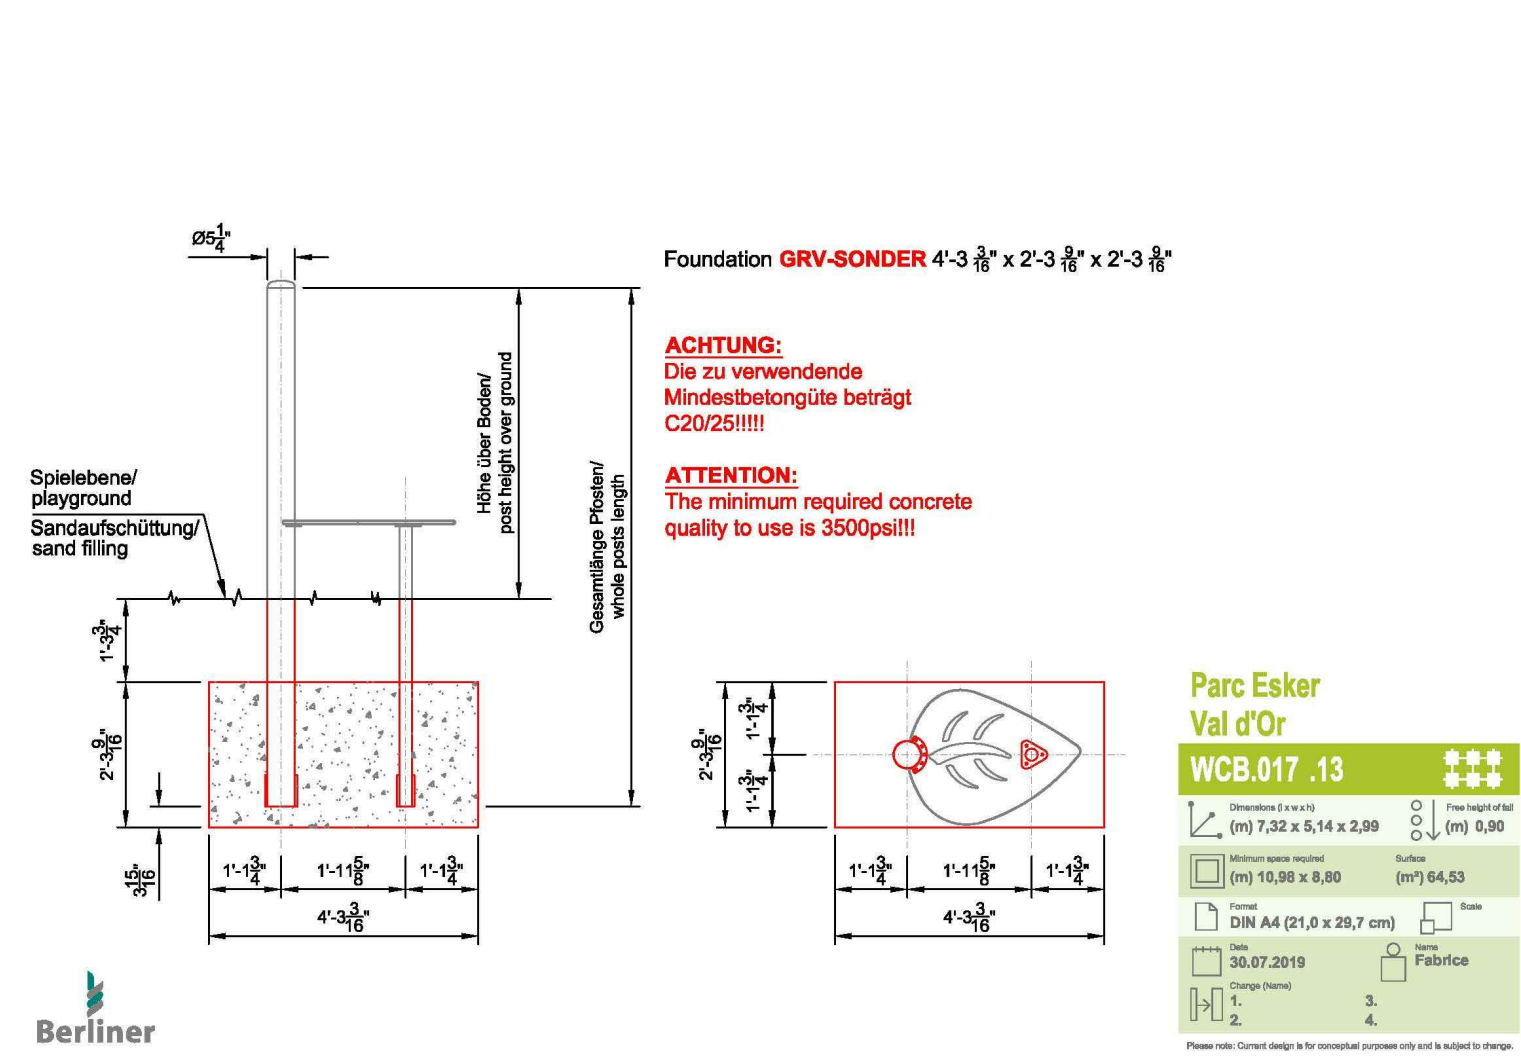 Ø5 1/4"
Foundation GRV-SONDER 4'-3 3/16" x 2'-3 9/16" x 2'-3 9/16"
ACHTUNG:
Die zu verwendende
Mindestbetongüte beträgt
C20/25!!!!!
ATTENTION:
The minimum required concrete
quality to use is 3500psi!!!
Höhe über Boden/
post height over ground
Gesamtlänge Pfosten/
whole posts length
Spielebene/
playground
Sandaufschüttung/
sand filling
1'-3 3/4"
2'-3 9/16"
3 15/16"
1'-1 3/4"
1'-11 5/8"
1'-1 3/4"
4'-3 3/16"
2'-3 9/16"
1'-1 3/4"
1'-1 3/4"
1'-1 3/4"
1'-11 5/8"
1'-1 3/4"
4'-3 3/16"
Parc Esker
Val d'Or
WCB.017 .13
Dimensions (l x w x h)
(m) 7,32 x 5,14 x 2,99
Free height of fall
(m) 0,90
Minimum space required
(m) 10,98 x 8,80
Surface
(m²) 64,53
Format
DIN A4 (21,0 x 29,7 cm)
Scale
Date
30.07.2019
Name
Fabrice
Change (Name)
1.
2.
3.
4.
Please note: Current design is for conceptual purposes only and is subject to change.
Berliner